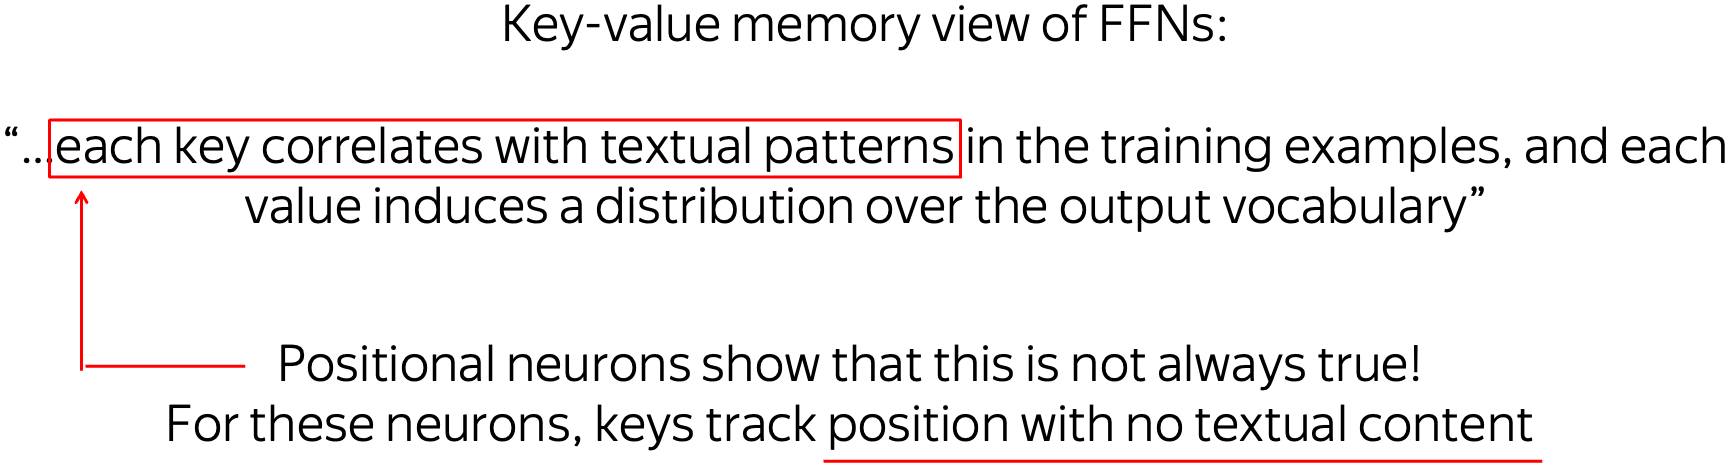 Key-value memory view of FFNs:
“...each key correlates with textual patterns in the training examples, and each
value induces a distribution over the output vocabulary”
Positional neurons show that this is not always true!
For these neurons, keys track position with no textual content